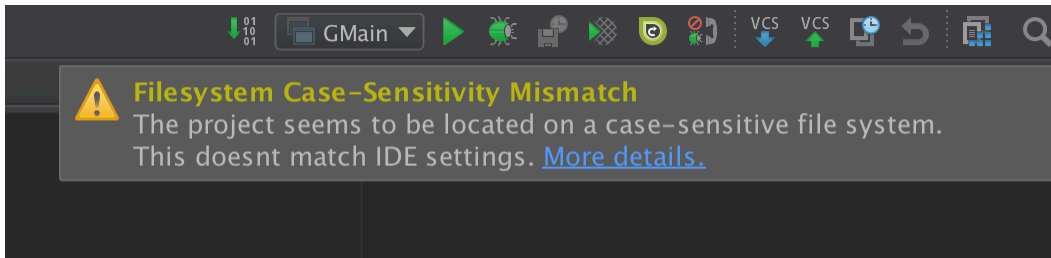 01
10
01
GMain
VCS
VCS
Filesystem Case-Sensitivity Mismatch
The project seems to be located on a case-sensitive file system.
This doesnt match IDE settings. More details.